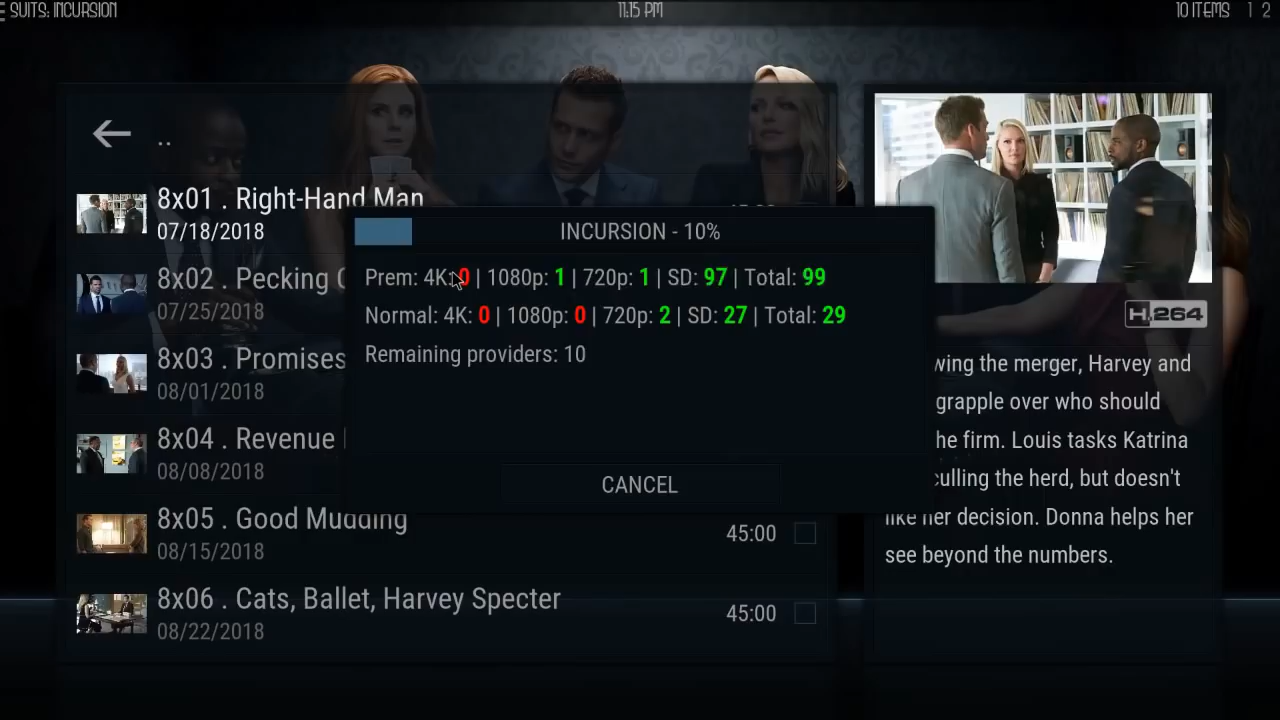 SUITS: INCURSION
11:15 PM
10 ITEMS 1 2
..
8x01 . Right-Hand Man
07/18/2018
8x02 . Pecking
07/25/2018
8x03 . Promises
08/01/2018
8x04 . Revenue
08/08/2018
8x05 . Good Mudding
08/15/2018
45:00
8x06 . Cats, Ballet, Harvey Specter
08/22/2018
45:00
INCURSION - 10%
Prem: 4K: 0 | 1080p: 1 | 720p: 1 | SD: 97 | Total: 99
Normal: 4K: 0 | 1080p: 0 | 720p: 2 | SD: 27 | Total: 29
Remaining providers: 10
CANCEL
H.264
wing the merger, Harvey and
grapple over who should
he firm. Louis tasks Katrina
culling the herd, but doesn't
like her decision. Donna helps her
see beyond the numbers.